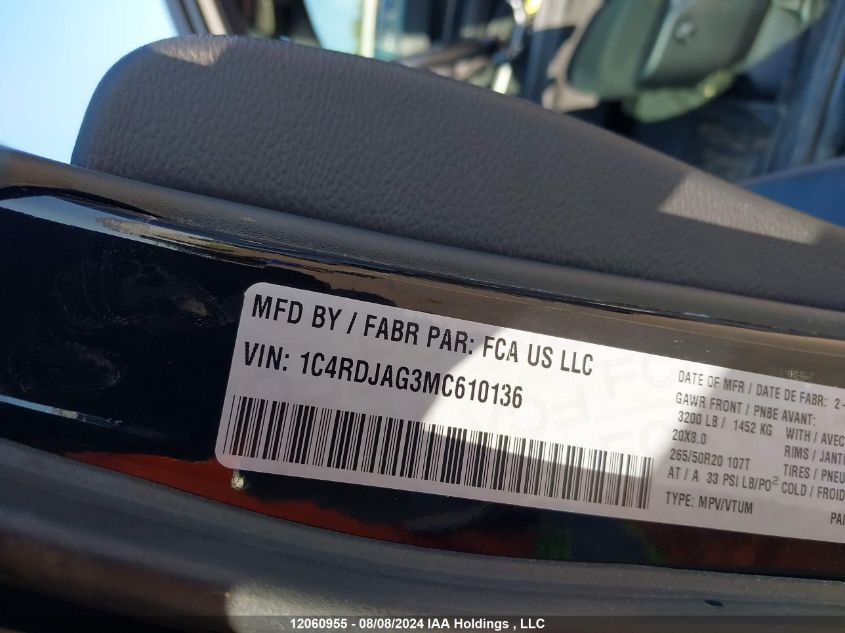 MFD BY / FABR PAR: FCA US LLC
VIN: 1C4RDJAG3MC610136
DATE OF MFR / DATE DE FABR: 2-
GAWR FRONT / PNBE AVANT:
3200 LB / 1452 KG WITH / AVEC
20X8.0 RIMS / JANTE
265/50R20 107T TIRES / PNEU
AT / A 33 PSI LB/PO² COLD / FROID
TYPE: MPV/VTUM PA
12060955 - 08/08/2024 IAA Holdings , LLC